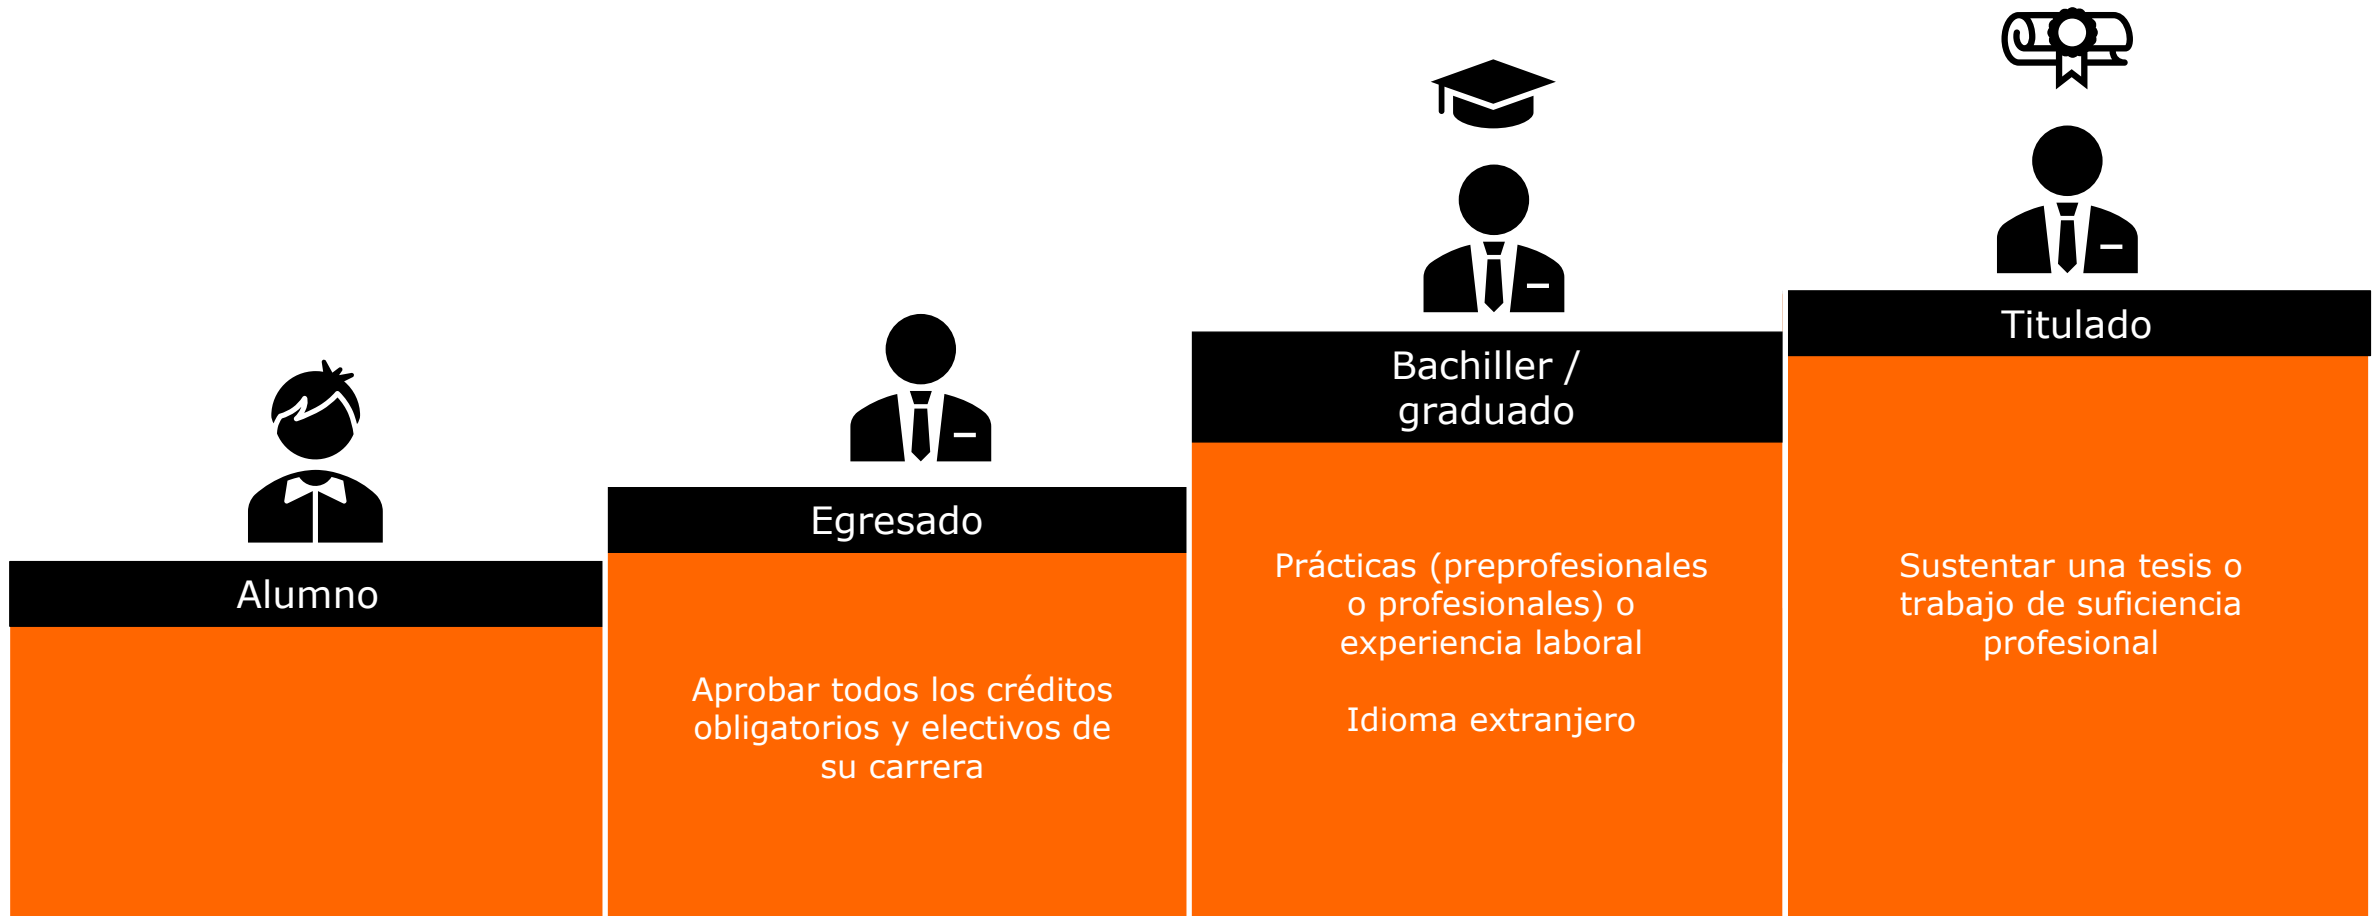 Alumno
Egresado
Aprobar todos los créditos
obligatorios y electivos de
su carrera
Bachiller /
graduado
Prácticas (preprofesionales
o profesionales) o
experiencia laboral
Idioma extranjero
Titulado
Sustentar una tesis o
trabajo de suficiencia
profesional